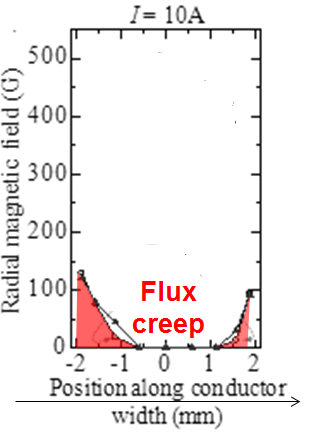 I = 10A
Radial magnetic field (G)
500
400
300
200
100
0
Flux
creep
-2 -1 0 1 2
Position along conductor
width (mm)